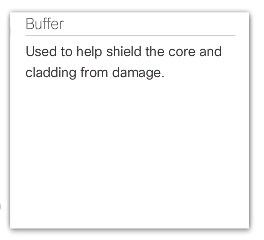 Buffer
Used to help shield the core and
cladding from damage.